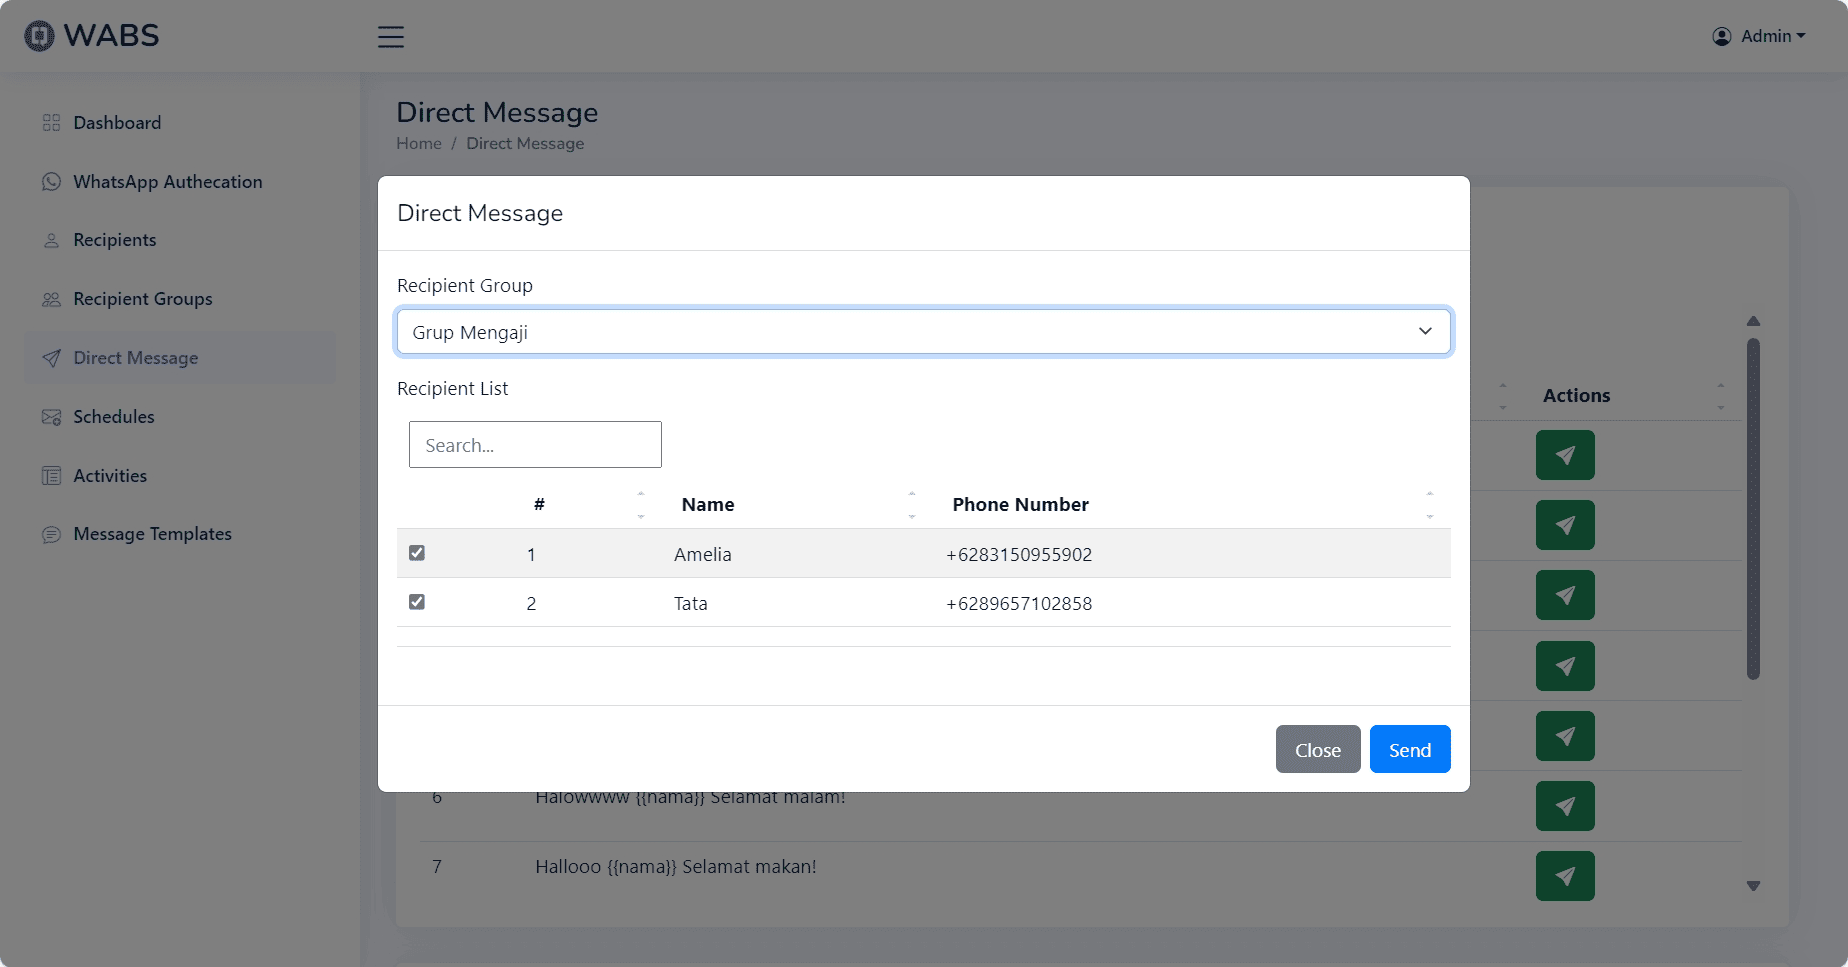 WABS
Admin
Dashboard
WhatsApp Authecation
Recipients
Recipient Groups
Direct Message
Schedules
Activities
Message Templates
Direct Message
Home / Direct Message
Direct Message
Recipient Group
Grup Mengaji
Recipient List
Search...
# Name Phone Number
1 Amelia +6283150955902
2 Tata +6289657102858
Close Send
Actions
6 Halowwww {{nama}} Selamat malam!
7 Hallooo {{nama}} Selamat makan!